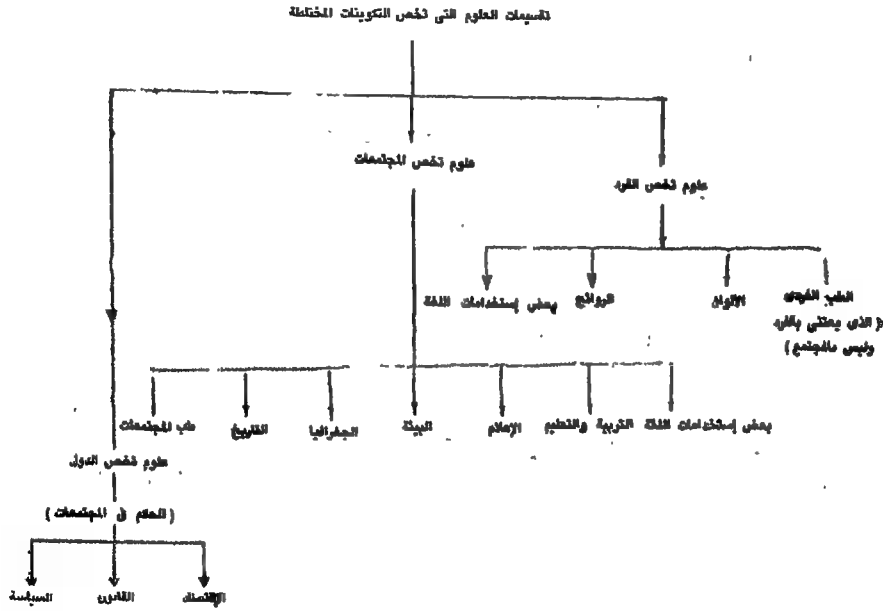 تقسيمات العلوم التى تخص التكوينات المختلطة
علوم تخص المجتمعات
علوم تخص الفرد
الطب الفردى
( الذى يعتنى بالفرد
وليس بالمجتمع )
الألوان
الروائح
بعض إستخدامات اللغة
بعض إستخدامات اللغة
التربية والتعليم
الإعلام
البيئة
الجغرافيا
التاريخ
طب المجتمعات
علوم تخص الدول
( الحكم فى المجتمعات )
الإقتصاد
القانون
السياسة